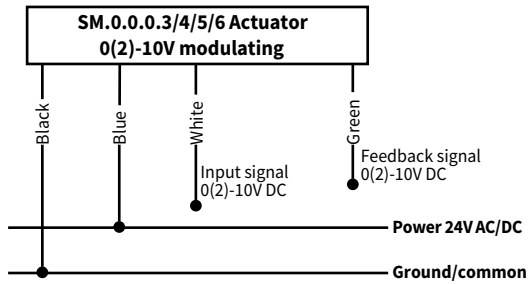 SM.0.0.0.3/4/5/6 Actuator
0(2)-10V modulating
Black
Blue
White
Green
Input signal
0(2)-10V DC
Feedback signal
0(2)-10V DC
Power 24V AC/DC
Ground/common